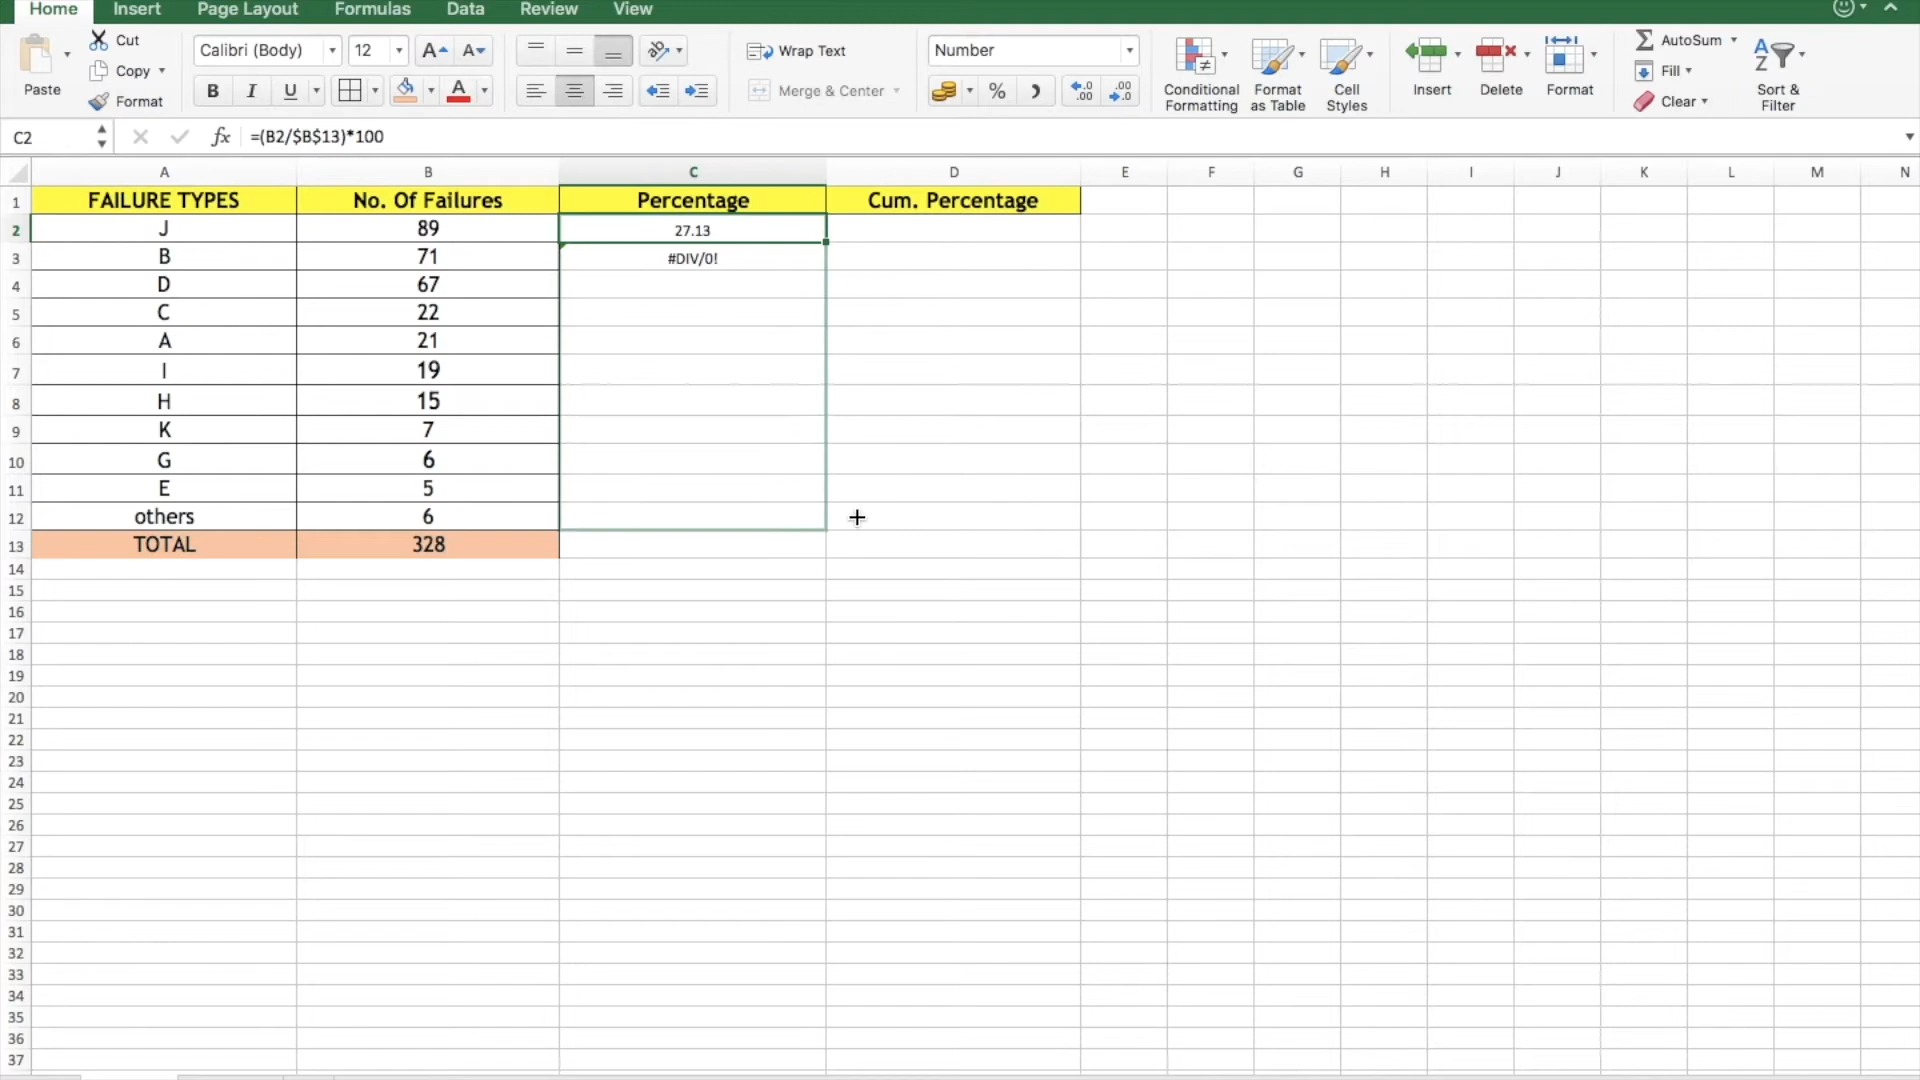 Home Insert Page Layout Formulas Data Review View
Paste Cut Copy Format
Calibri (Body) 12 A A
B I U A
Wrap Text
Merge & Center
Number
% .0 .00 .00 .0
Conditional Formatting
Format as Table
Cell Styles
Insert Delete Format
AutoSum
Fill
Clear
A Z
Sort & Filter
C2 fx =(B2/$B$13)*100
A B C D E F G H I J K L M N
1 FAILURE TYPES No. Of Failures Percentage Cum. Percentage
2 J 89 27.13
3 B 71 #DIV/0!
4 D 67
5 C 22
6 A 21
7 I 19
8 H 15
9 K 7
10 G 6
11 E 5
12 others 6
13 TOTAL 328
14
15
16
17
18
19
20
21
22
23
24
25
26
27
28
29
30
31
32
33
34
35
36
37